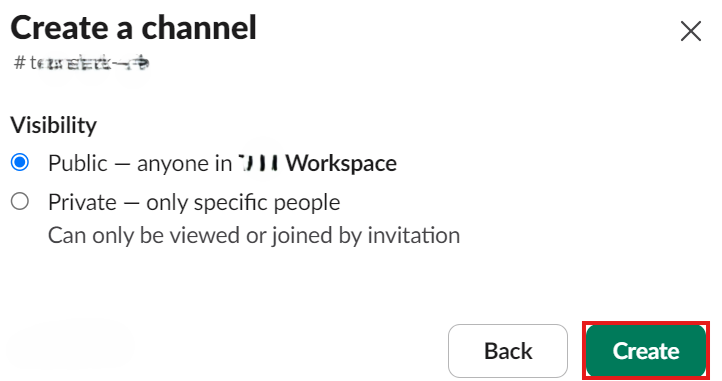 Create a channel
#
Visibility
Public — anyone in Workspace
Private — only specific people
Can only be viewed or joined by invitation
Back
Create